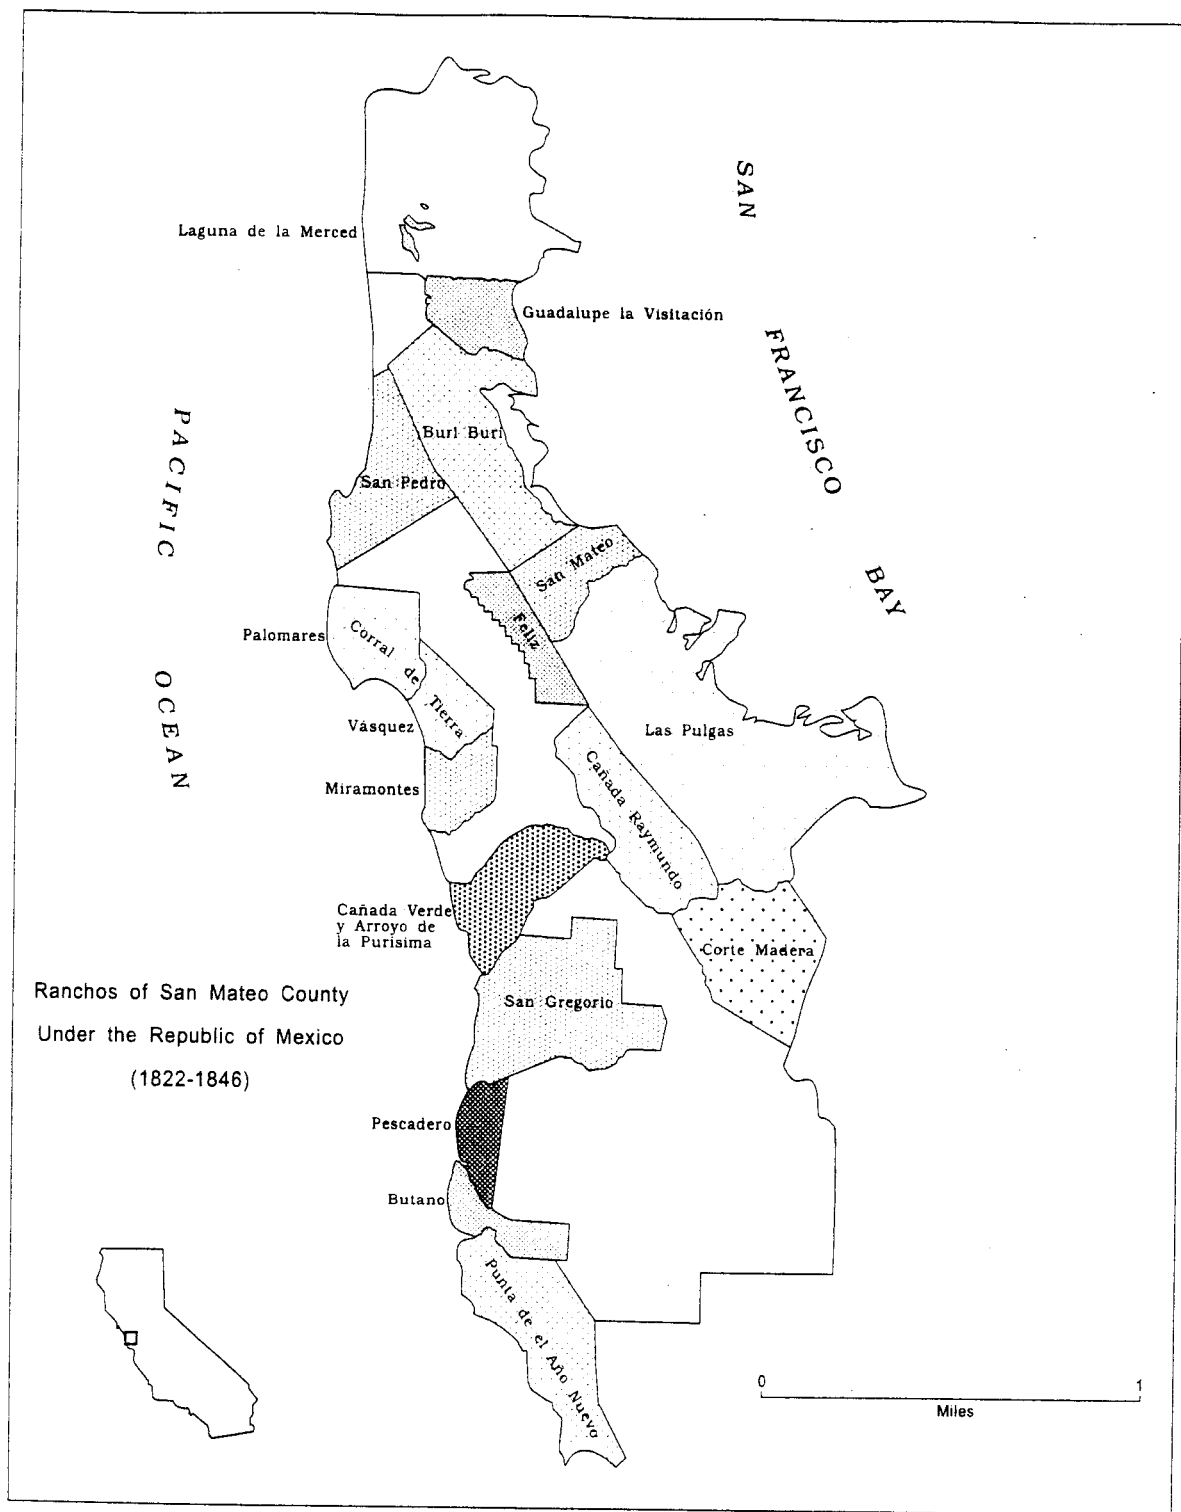 SAN
FRANCISCO
BAY
PACIFIC
OCEAN
Laguna de la Merced
Guadalupe la Visitación
Buri Buri
San Pedro
San Mateo
Feliz
Palomares
Corral de Tierra
Vásquez
Miramontes
Las Pulgas
Cañada Raymundo
Cañada Verde
y Arroyo de
la Purisima
Corte Madera
San Gregorio
Ranchos of San Mateo County
Under the Republic of Mexico
(1822-1846)
Pescadero
Butano
Punta de el Año Nuevo
0 1
Miles